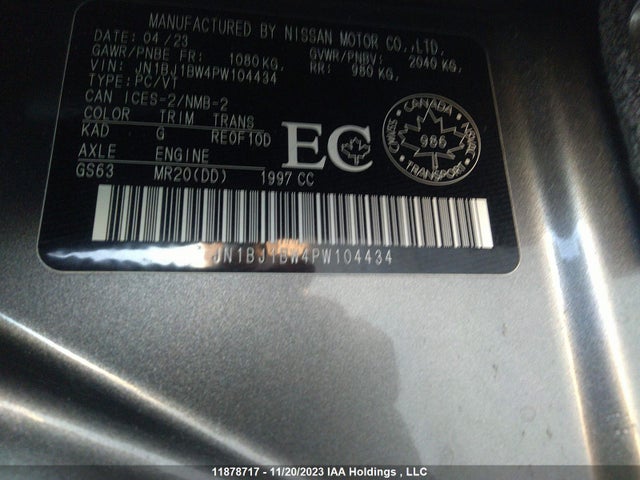 MANUFACTURED BY NISSAN MOTOR CO.,LTD.
DATE: 04/23
GAWR/PNBE FR: 1080KG, GVWR/PNBV: 2040 KG,
VIN: JN1BJ1BW4PW104434 RR: 980 KG,
TYPE: PC/VT
CAN ICES-2/NMB-2
COLOR TRIM TRANS
KAD G RE0F10D
AXLE ENGINE
GS63 MR20(DD) 1997 CC
EC
CANADA
986
TRANSPORT
JN1BJ1BW4PW104434
11878717 - 11/20/2023 IAA Holdings , LLC